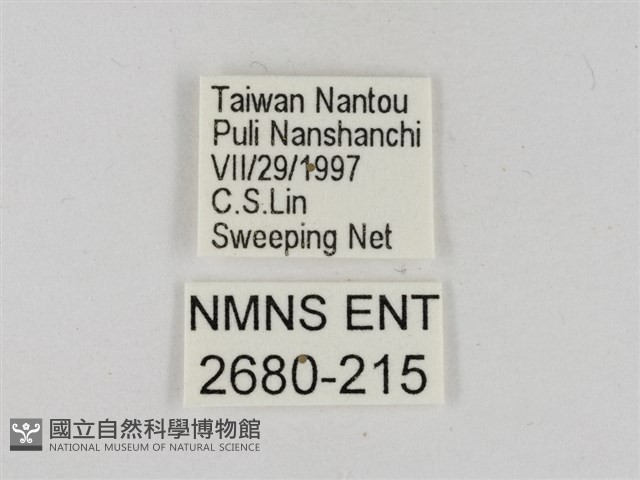 Taiwan Nantou
Puli Nanshanchi
VII/29/1997
C.S.Lin
Sweeping Net
NMNS ENT
2680-215
國立自然科學博物館
NATIONAL MUSEUM OF NATURAL SCIENCE